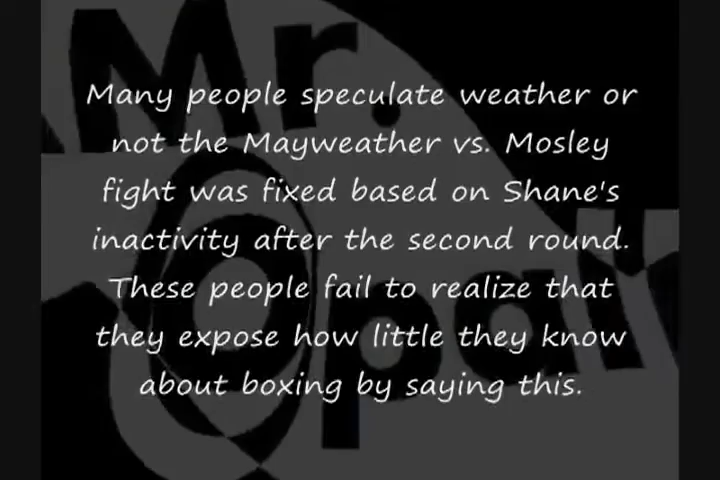 Mr.
Opair
Many people speculate weather or
not the Mayweather vs. Mosley
fight was fixed based on Shane's
inactivity after the second round.
These people fail to realize that
they expose how little they know
about boxing by saying this.